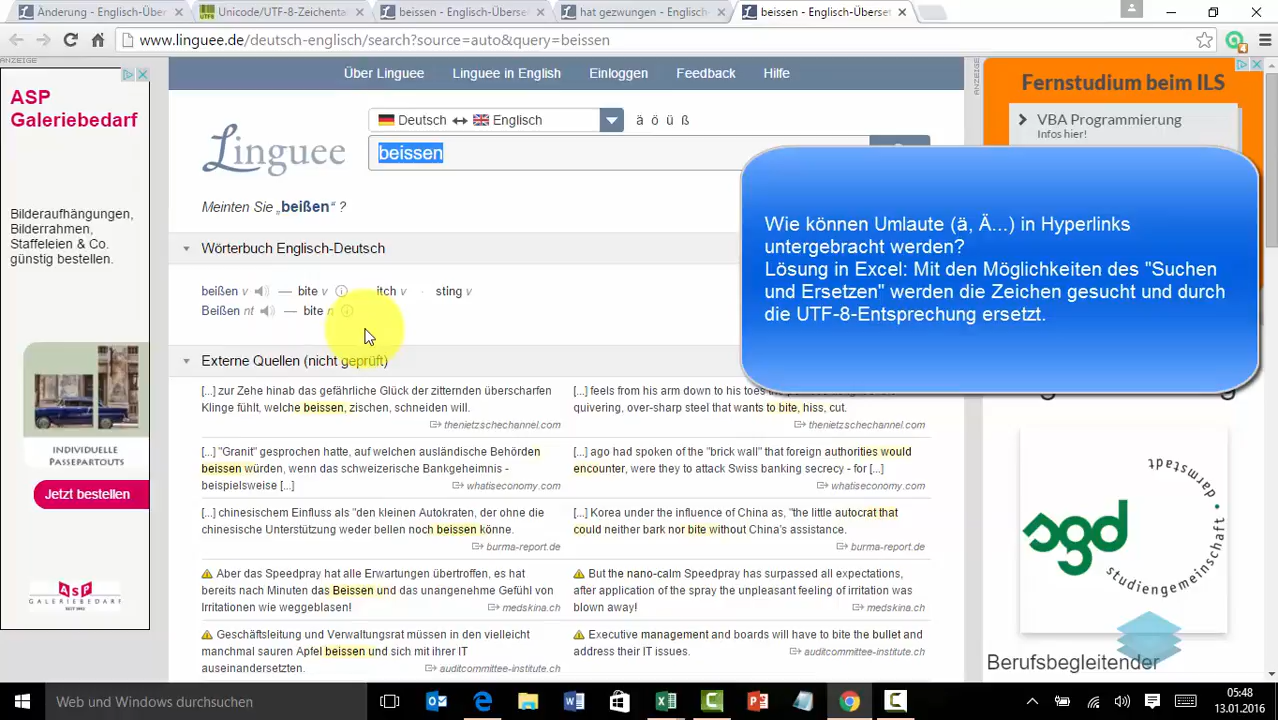 Änderung - Englisch-Über
Unicode/UTF-8-Zeichenta
beissen - Englisch-Überse
hat gezwungen - Englisch-
beissen - Englisch-Überset
www.linguee.de/deutsch-englisch/search?source=auto&query=beissen
ANZEIGE
ASP
Galeriebedarf
Bilderaufhängungen,
Bilderrahmen,
Staffeleien & Co.
günstig bestellen.
INDIVIDUELLE
PASSEPARTOUTS
Jetzt bestellen
ASP
GALERIEBEDARF
Über Linguee Linguee in English Einloggen Feedback Hilfe
Linguee
Deutsch Englisch ä ö ü ß
beissen
Meinten Sie „beißen" ?
Wörterbuch Englisch-Deutsch
beißen v — bite v · itch v · sting v
Beißen nt — bite n
Externe Quellen (nicht geprüft)
[...] zur Zehe hinab das gefährliche Glück der zitternden überscharfen
Klinge fühlt, welche beissen, zischen, schneiden will.
thenietzschechannel.com
[...] feels from his arm down to his toes
quivering, over-sharp steel that wants to bite, hiss, cut.
thenietzschechannel.com
[...] "Granit" gesprochen hatte, auf welchen ausländische Behörden
beissen würden, wenn das schweizerische Bankgeheimnis -
beispielsweise [...]
whatiseconomy.com
[...] ago had spoken of the "brick wall" that foreign authorities would
encounter, were they to attack Swiss banking secrecy - for [...]
whatiseconomy.com
[...] chinesischem Einfluss als "den kleinen Autokraten, der ohne die
chinesische Unterstützung weder bellen noch beissen könne.
burma-report.de
[...] Korea under the influence of China as, "the little autocrat that
could neither bark nor bite without China's assistance.
burma-report.de
Aber das Speedpray hat alle Erwartungen übertroffen, es hat
bereits nach Minuten das Beissen und das unangenehme Gefühl von
Irritationen wie weggeblasen!
medskina.ch
But the nano-calm Speedpray has surpassed all expectations,
after application of the spray the unpleasant feeling of irritation was
blown away!
medskina.ch
Geschäftsleitung und Verwaltungsrat müssen in den vielleicht
manchmal sauren Apfel beissen und sich mit ihrer IT
auseinandersetzten.
auditcommittee-institute.ch
Executive management and boards will have to bite the bullet and
address their IT issues.
auditcommittee-institute.ch
ANZEIGE
Fernstudium beim ILS
VBA Programmierung
Infos hier!
Wie können Umlaute (ä, Ä...) in Hyperlinks
untergebracht werden?
Lösung in Excel: Mit den Möglichkeiten des "Suchen
und Ersetzen" werden die Zeichen gesucht und durch
die UTF-8-Entsprechung ersetzt.
sgd
studiengemeinschaft darmstadt
Berufsbegleitender
Web und Windows durchsuchen
05:48
13.01.2016